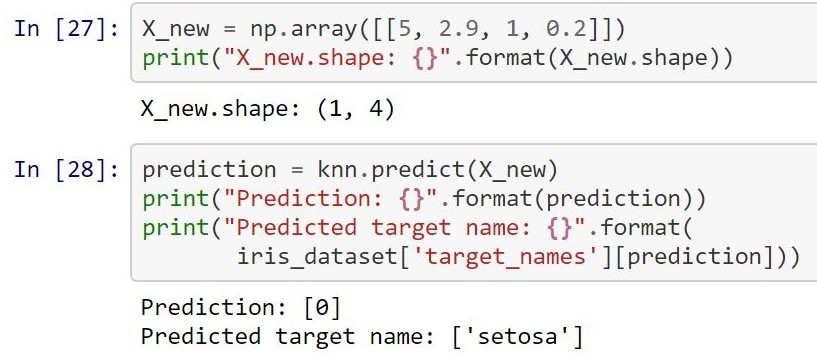 In [27]: X_new = np.array([[5, 2.9, 1, 0.2]])
print("X_new.shape: {}".format(X_new.shape))
X_new.shape: (1, 4)
In [28]: prediction = knn.predict(X_new)
print("Prediction: {}".format(prediction))
print("Predicted target name: {}".format(
       iris_dataset['target_names'][prediction]))
Prediction: [0]
Predicted target name: ['setosa']